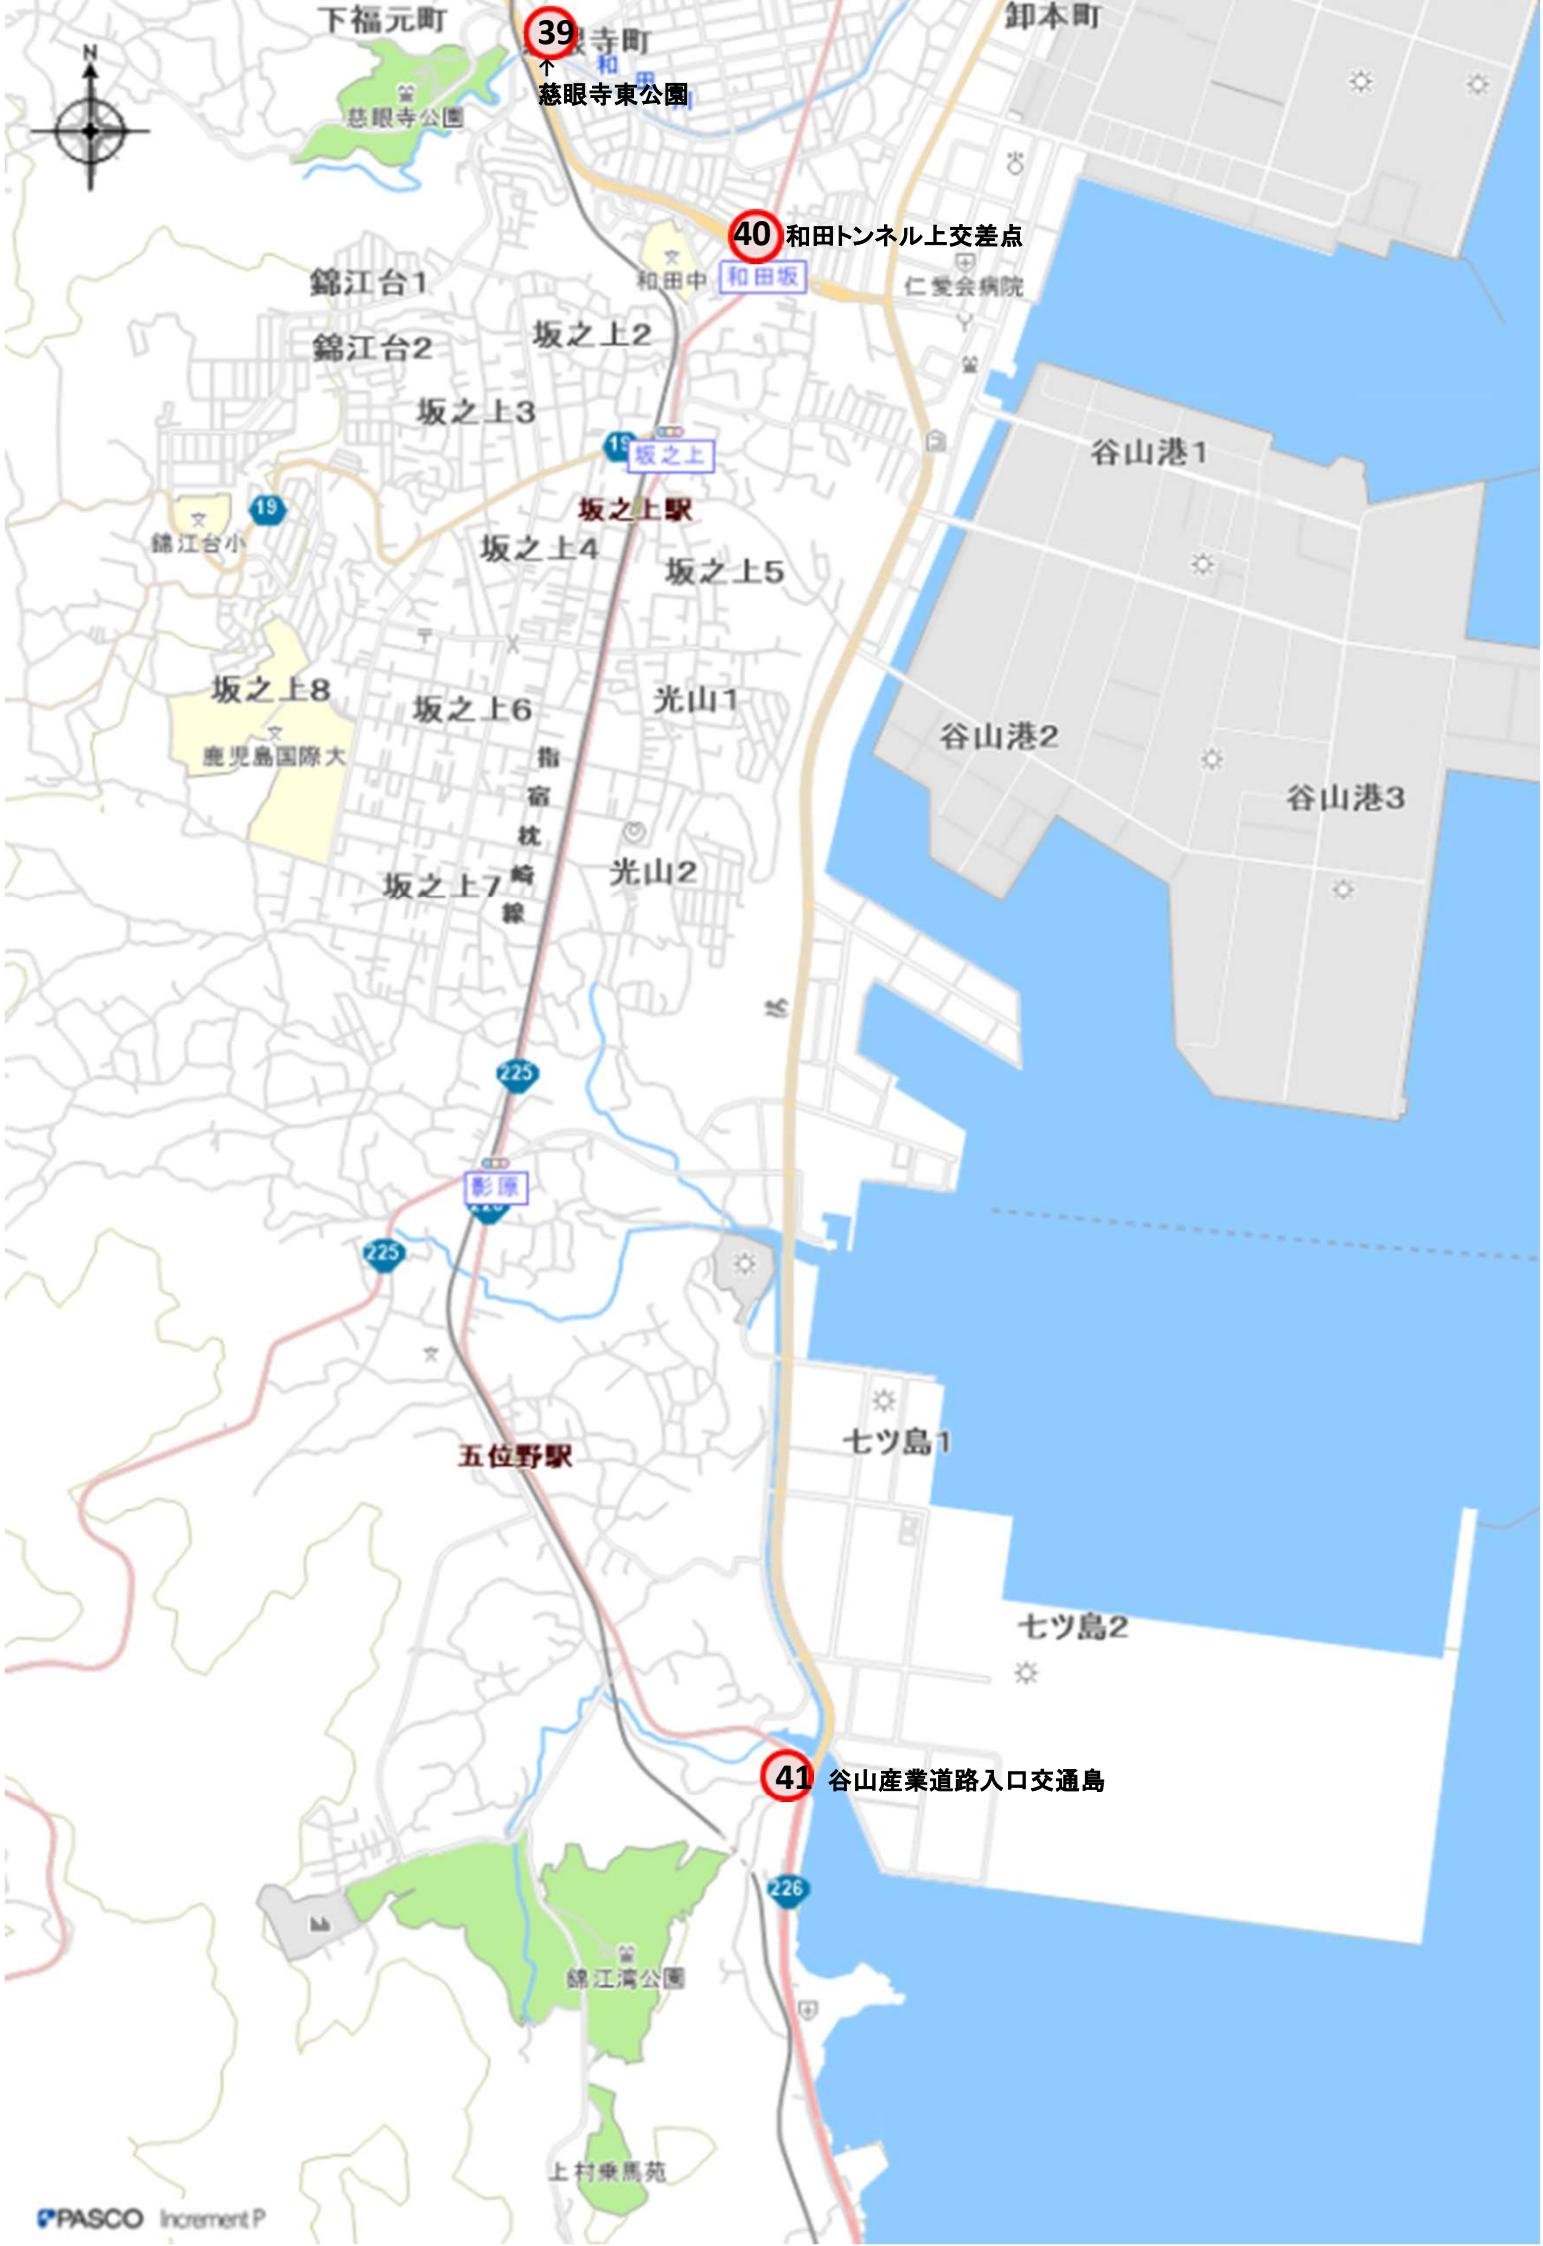 下福元町
39
眼寺町
卸本町
N
和
田
川
↑
慈眼寺東公園
慈眼寺公園
40
和田トンネル上交差点
和田中
和田坂
仁愛会病院
錦江台1
坂之上2
錦江台2
坂之上3
19
坂之上
谷山港1
19
坂之上駅
錦江台小
坂之上4
坂之上5
坂之上8
坂之上6
光山1
鹿児島国際大
谷山港2
指
宿
枕
崎
線
谷山港3
光山2
坂之上7
225
影原
225
七ツ島1
五位野駅
七ツ島2
41
谷山産業道路入口交通島
226
錦江湾公園
上村乗馬苑
PASCO Increment P